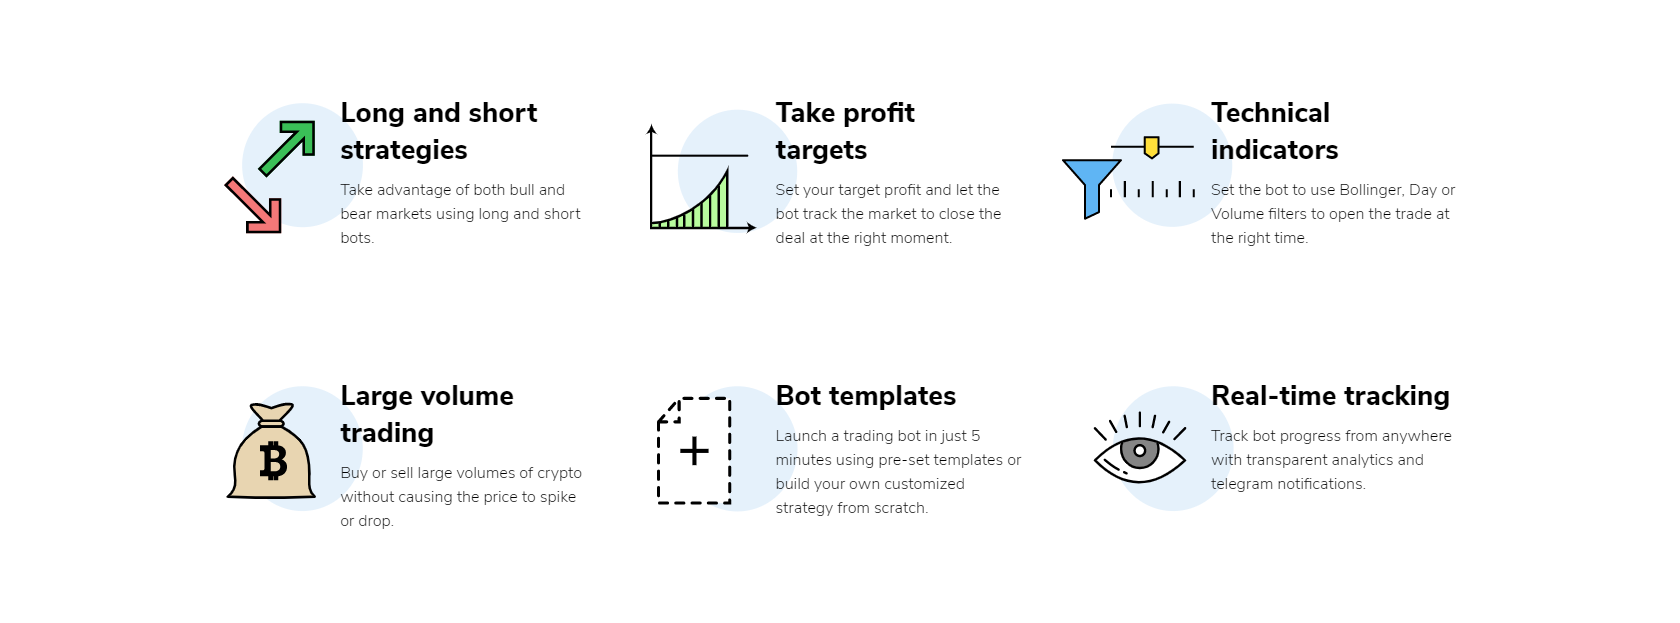 Long and short
strategies
Take advantage of both bull and
bear markets using long and short
bots.
Take profit
targets
Set your target profit and let the
bot track the market to close the
deal at the right moment.
Technical
indicators
Set the bot to use Bollinger, Day or
Volume filters to open the trade at
the right time.
Large volume
trading
Buy or sell large volumes of crypto
without causing the price to spike
or drop.
Bot templates
Launch a trading bot in just 5
minutes using pre-set templates or
build your own customized
strategy from scratch.
Real-time tracking
Track bot progress from anywhere
with transparent analytics and
telegram notifications.